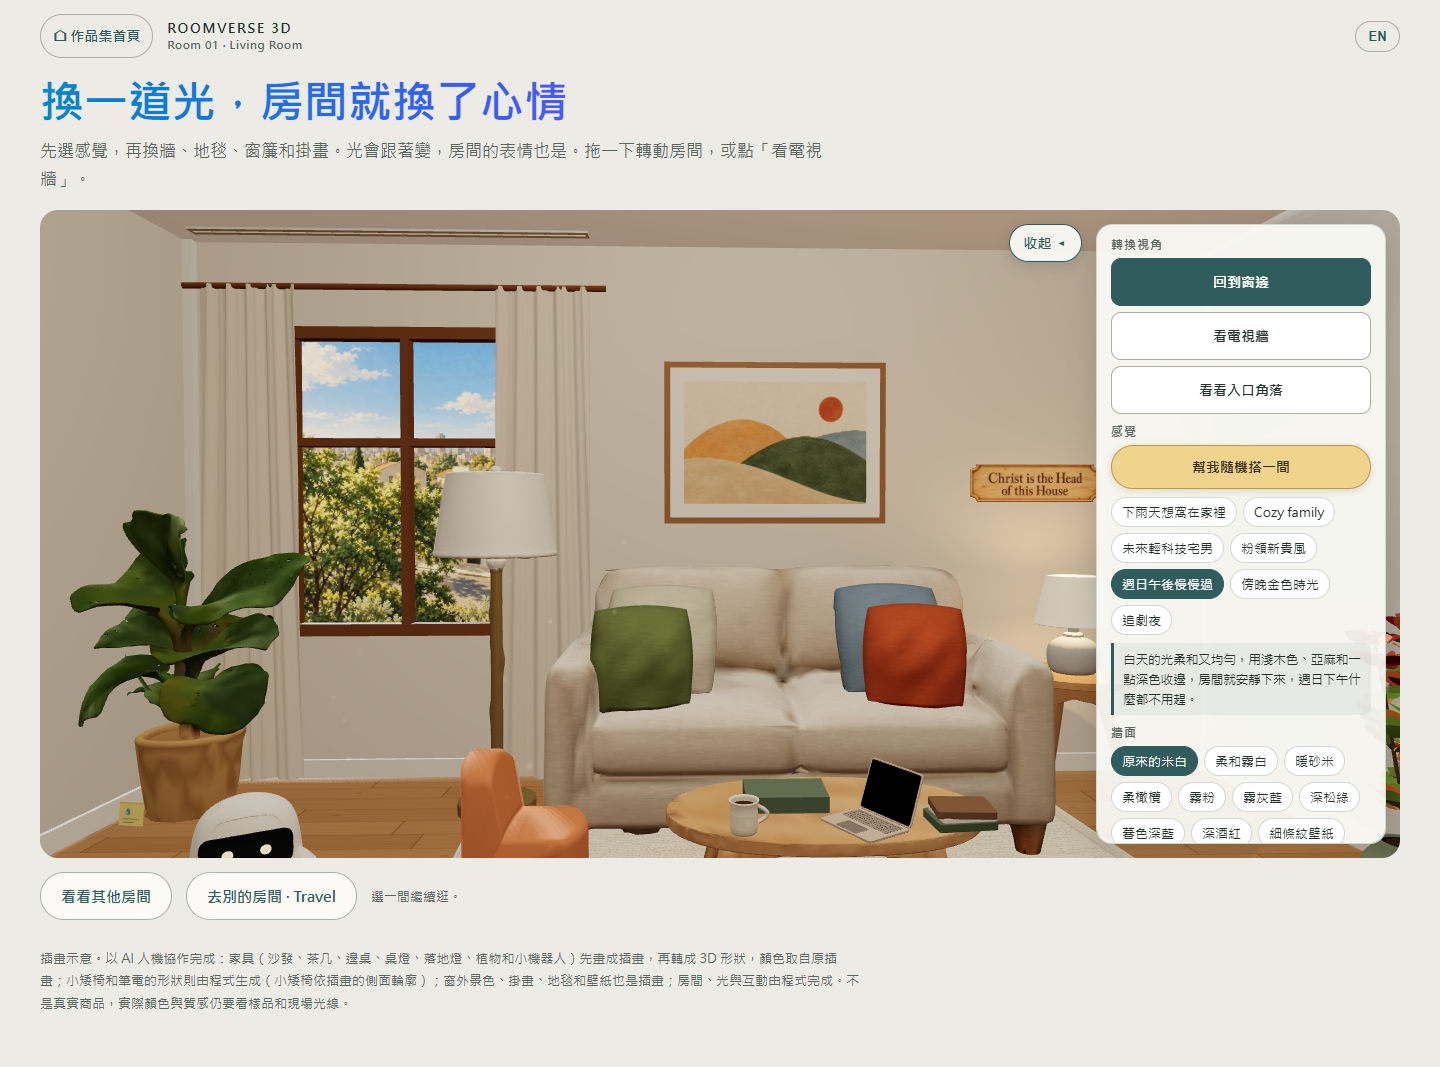 作品集首頁
ROOMVERSE 3D
Room 01 · Living Room
EN
換一道光，房間就換了心情
先選感覺，再換牆、地毯、窗簾和掛畫。光會跟著變，房間的表情也是。拖一下轉動房間，或點「看電視
牆」。
收起 ◂
轉換視角
回到窗邊
看電視牆
看看入口角落
感覺
幫我隨機搭一間
下雨天想窩在家裡
Cozy family
未來輕科技宅男
粉領新貴風
週日午後慢慢過
傍晚金色時光
追劇夜
白天的光柔和又均勻，用淺木色、亞麻和一
點深色收邊，房間就安靜下來，週日下午什
麼都不用趕。
牆面
原來的米白
柔和霧白
暖砂米
柔橄欖
霧粉
霧灰藍
深松綠
暮色深藍
深酒紅
細條紋壁紙
Christ is the Head
of this House
看看其他房間
去別的房間 · Travel
選一間繼續逛。
插畫示意。以 AI 人機協作完成：家具（沙發、茶几、邊桌、桌燈、落地燈、植物和小機器人）先畫成插畫，再轉成 3D 形狀，顏色取自原插
畫；小矮椅和筆電的形狀則由程式生成（小矮椅依插畫的側面輪廓）；窗外景色、掛畫、地毯和壁紙也是插畫；房間、光與互動由程式完成。不
是真實商品，實際顏色與質感仍要看樣品和現場光線。